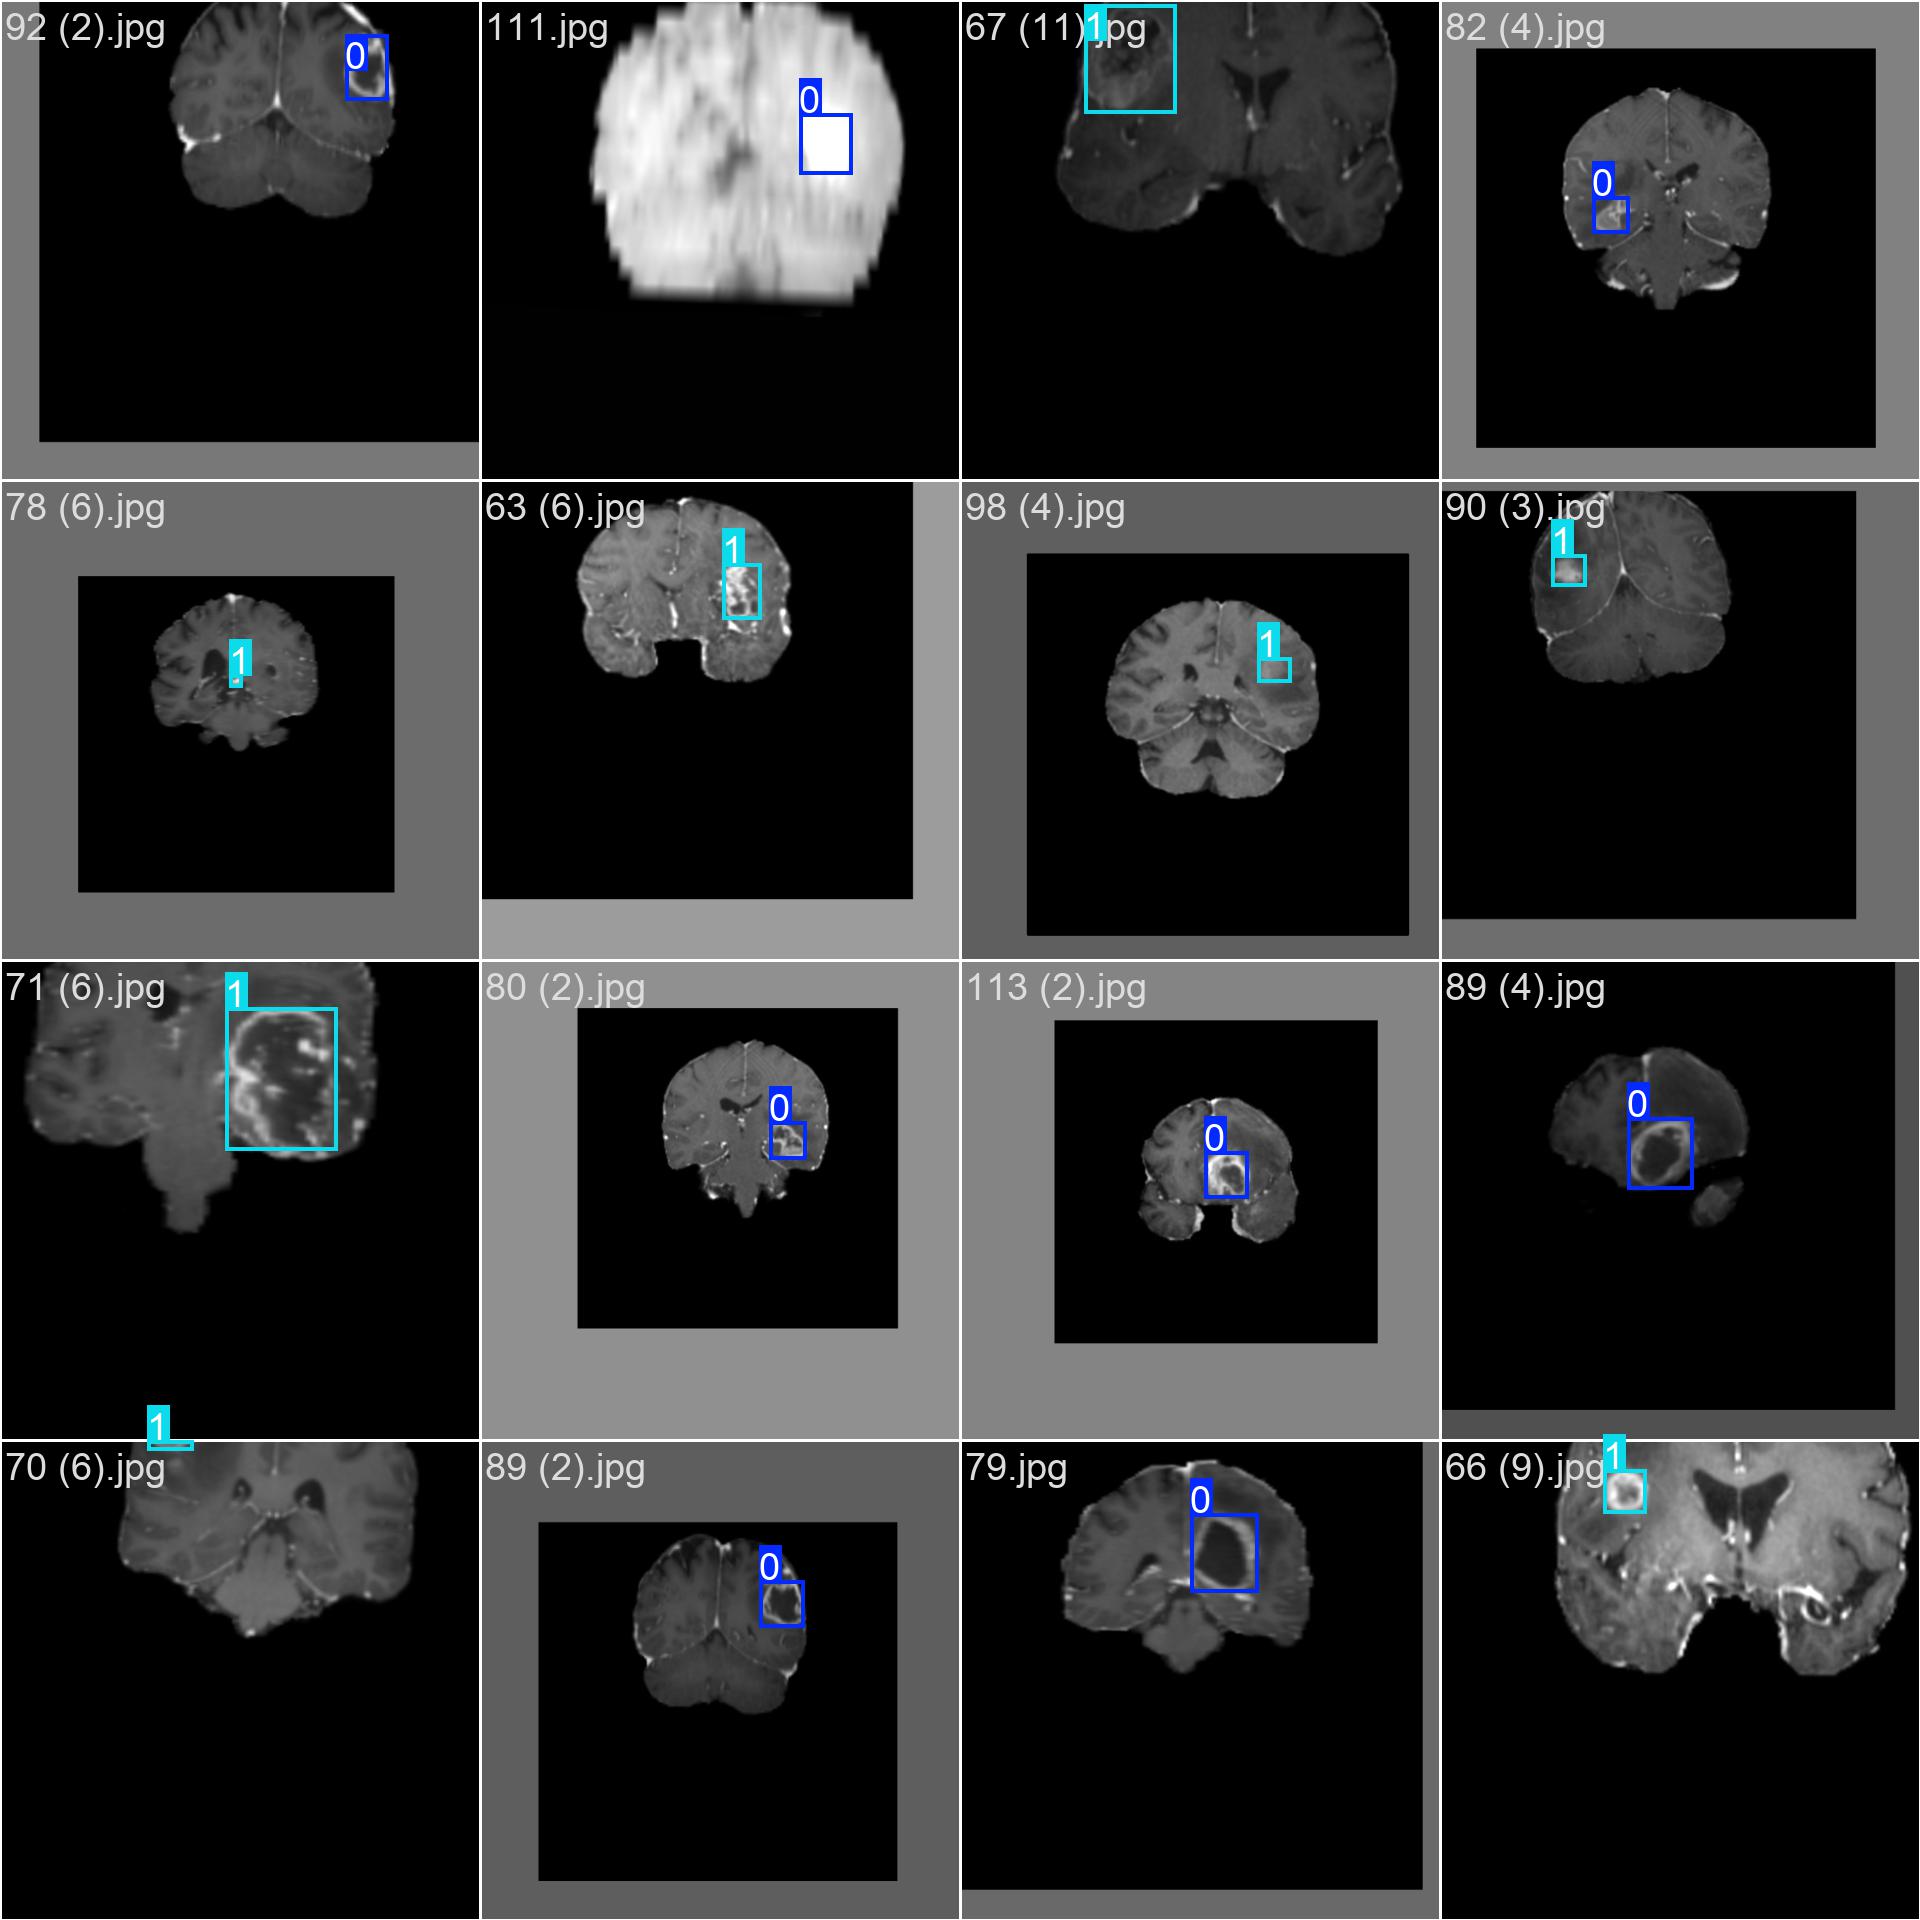 92 (2).jpg
0
111.jpg
0
67 (11).jpg
1
82 (4).jpg
0
78 (6).jpg
1
63 (6).jpg
1
98 (4).jpg
1
90 (3).jpg
1
71 (6).jpg
1
80 (2).jpg
0
113 (2).jpg
0
89 (4).jpg
0
70 (6).jpg
1
89 (2).jpg
0
79.jpg
0
66 (9).jpg
1